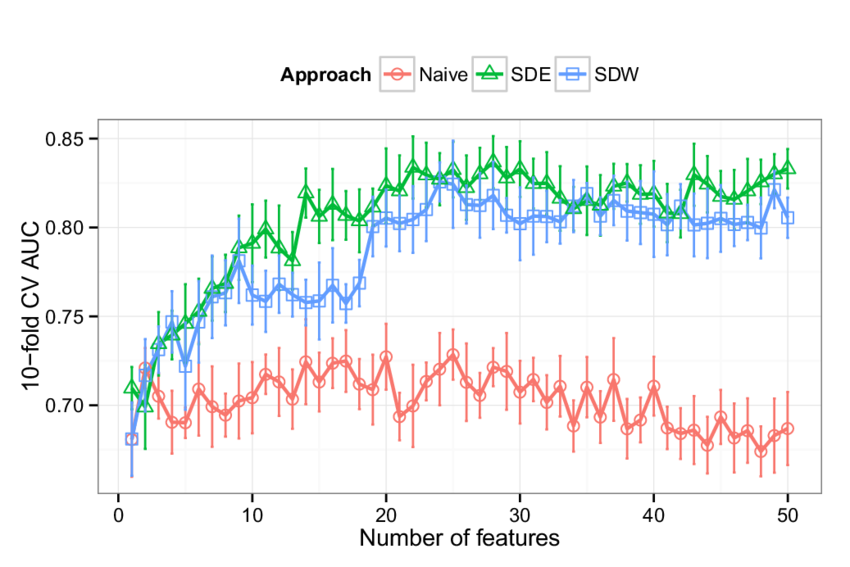 Approach Naive SDE SDW
0.85
0.80
0.75
0.70
10−fold CV AUC
0 10 20 30 40 50
Number of features